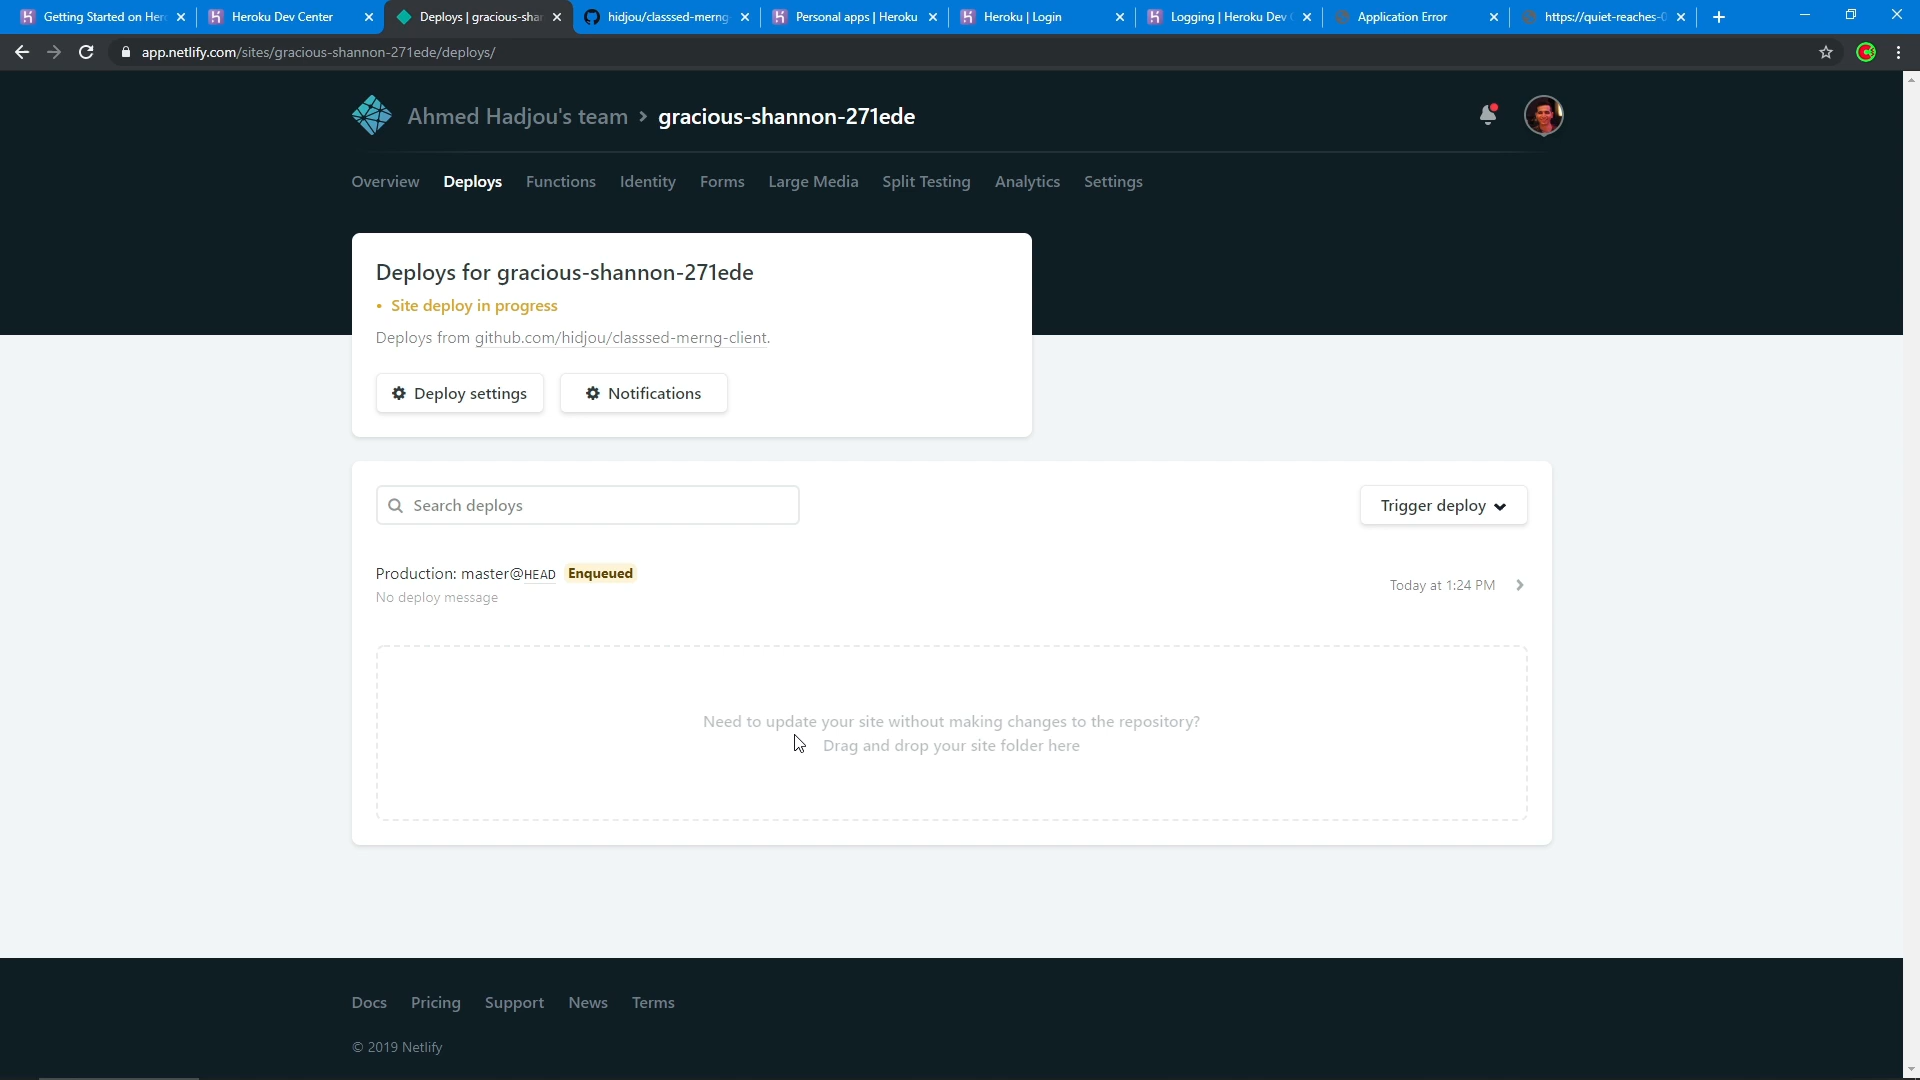 Getting Started on Her
Heroku Dev Center
Deploys | gracious-shan
hidjou/classsed-merng-
Personal apps | Heroku
Heroku | Login
Logging | Heroku Dev C
Application Error
https://quiet-reaches-0
app.netlify.com/sites/gracious-shannon-271ede/deploys/
Ahmed Hadjou's team > gracious-shannon-271ede
Overview Deploys Functions Identity Forms Large Media Split Testing Analytics Settings
Deploys for gracious-shannon-271ede
• Site deploy in progress
Deploys from github.com/hidjou/classsed-merng-client.
Deploy settings
Notifications
Search deploys
Trigger deploy
Production: master@HEAD Enqueued
No deploy message
Today at 1:24 PM
Need to update your site without making changes to the repository?
Drag and drop your site folder here
Docs Pricing Support News Terms
© 2019 Netlify